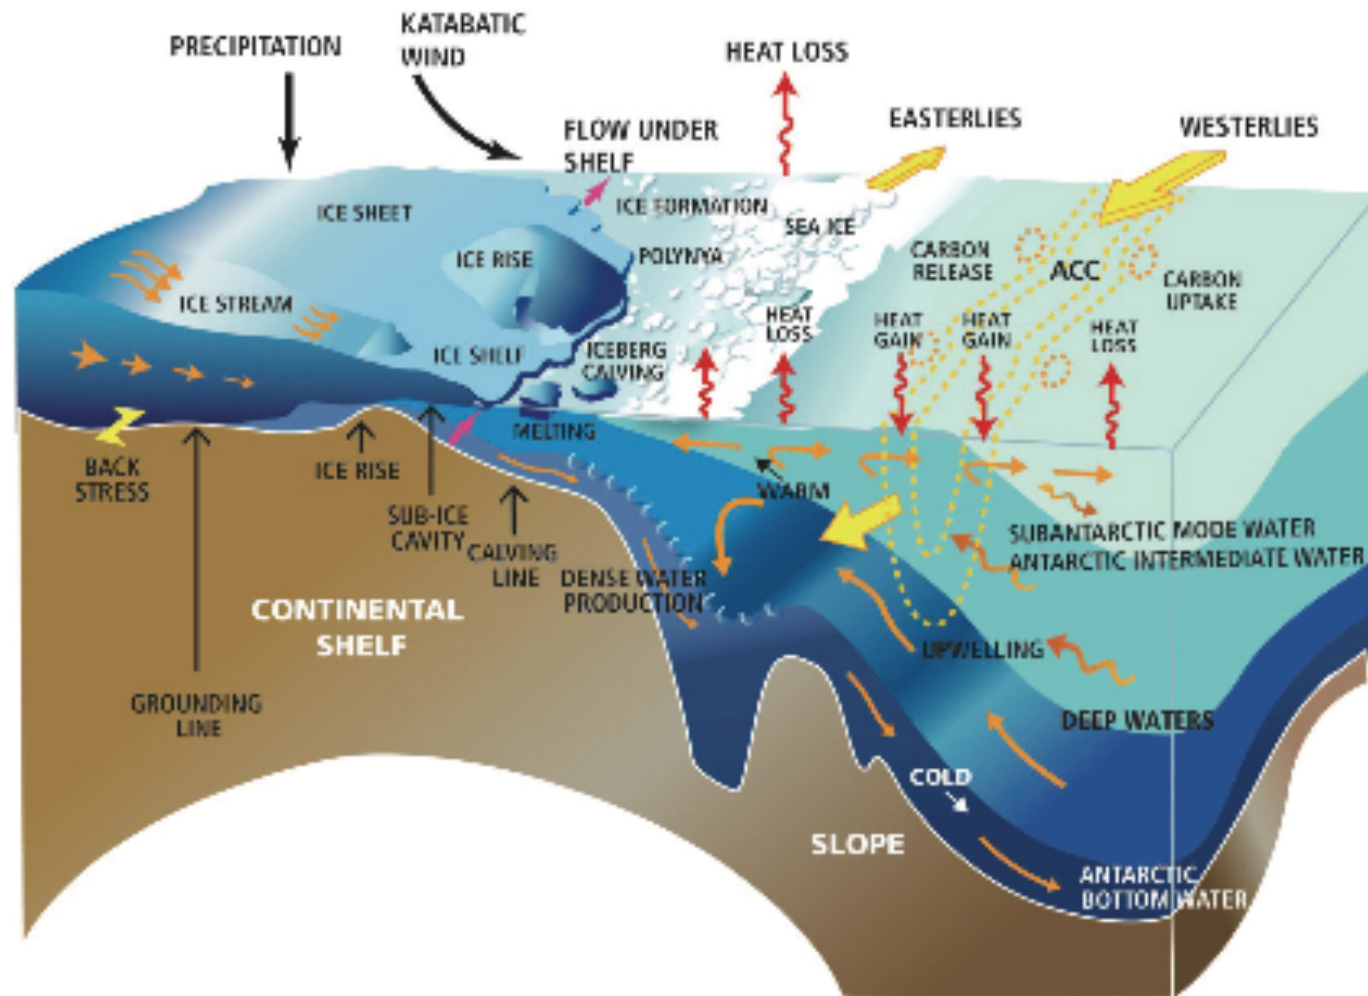 KATABATIC
WIND
PRECIPITATION
HEAT LOSS
FLOW UNDER
SHELF
EASTERLIES
WESTERLIES
ICE SHEET
ICE FORMATION
SEA ICE
POLYNYA
ICE RISE
CARBON
RELEASE
ACC
CARBON
UPTAKE
ICE STREAM
HEAT
LOSS
HEAT
GAIN
HEAT
GAIN
HEAT
LOSS
ICE SHELF
ICEBERG
CALVING
MELTING
BACK
STRESS
ICE RISE
SUB-ICE
CAVITY
CALVING
LINE
WARM
SUBANTARCTIC MODE WATER
ANTARCTIC INTERMEDIATE WATER
DENSE WATER
PRODUCTION
CONTINENTAL
SHELF
UPWELLING
GROUNDING
LINE
DEEP WATERS
COLD
SLOPE
ANTARCTIC
BOTTOM WATER